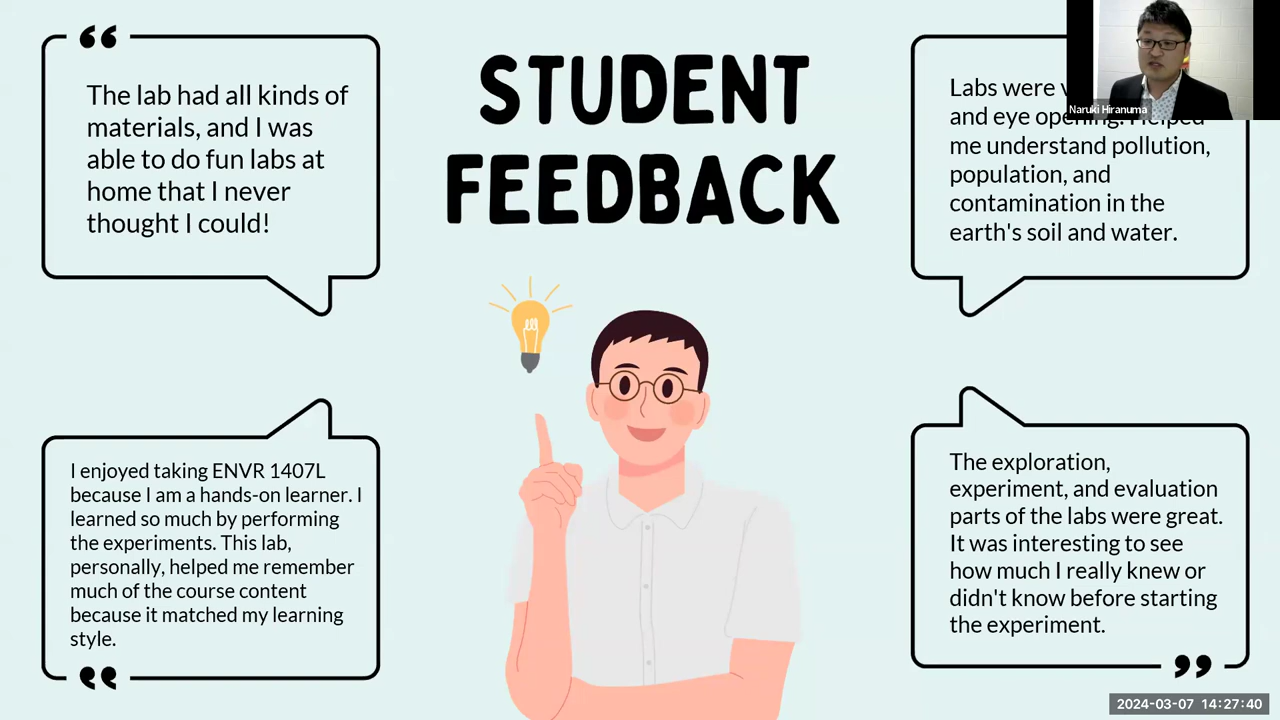 STUDENT
FEEDBACK
“
The lab had all kinds of
materials, and I was
able to do fun labs at
home that I never
thought I could!
Labs were
and eye opening. Helped
me understand pollution,
population, and
contamination in the
earth's soil and water.
Naruki Hiranuma
I enjoyed taking ENVR 1407L
because I am a hands-on learner. I
learned so much by performing
the experiments. This lab,
personally, helped me remember
much of the course content
because it matched my learning
style.
“
The exploration,
experiment, and evaluation
parts of the labs were great.
It was interesting to see
how much I really knew or
didn't know before starting
the experiment.
”
2024-03-07 14:27:40